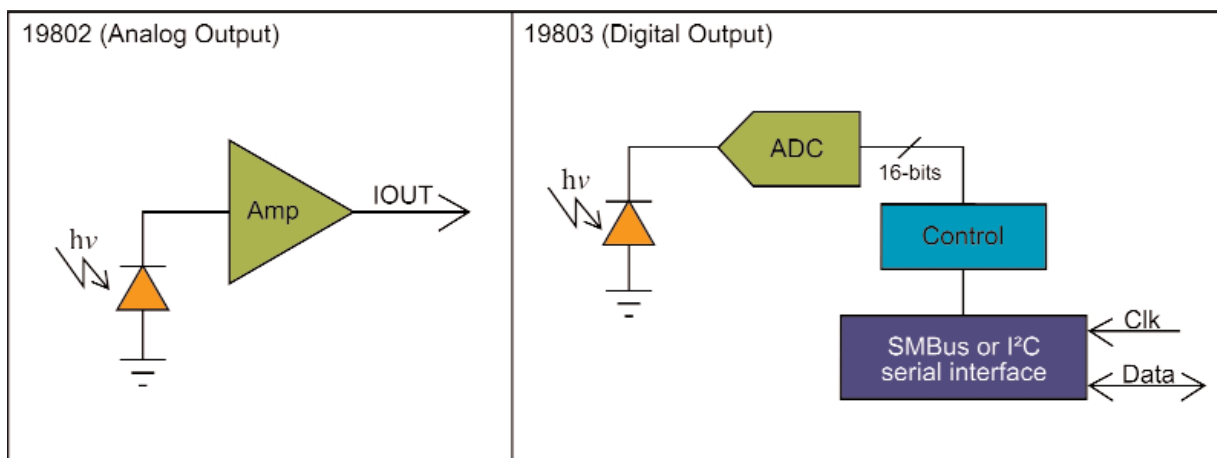 19802 (Analog Output)
hν
Amp
IOUT
19803 (Digital Output)
hν
ADC
16-bits
Control
SMBus or I²C
serial interface
Clk
Data